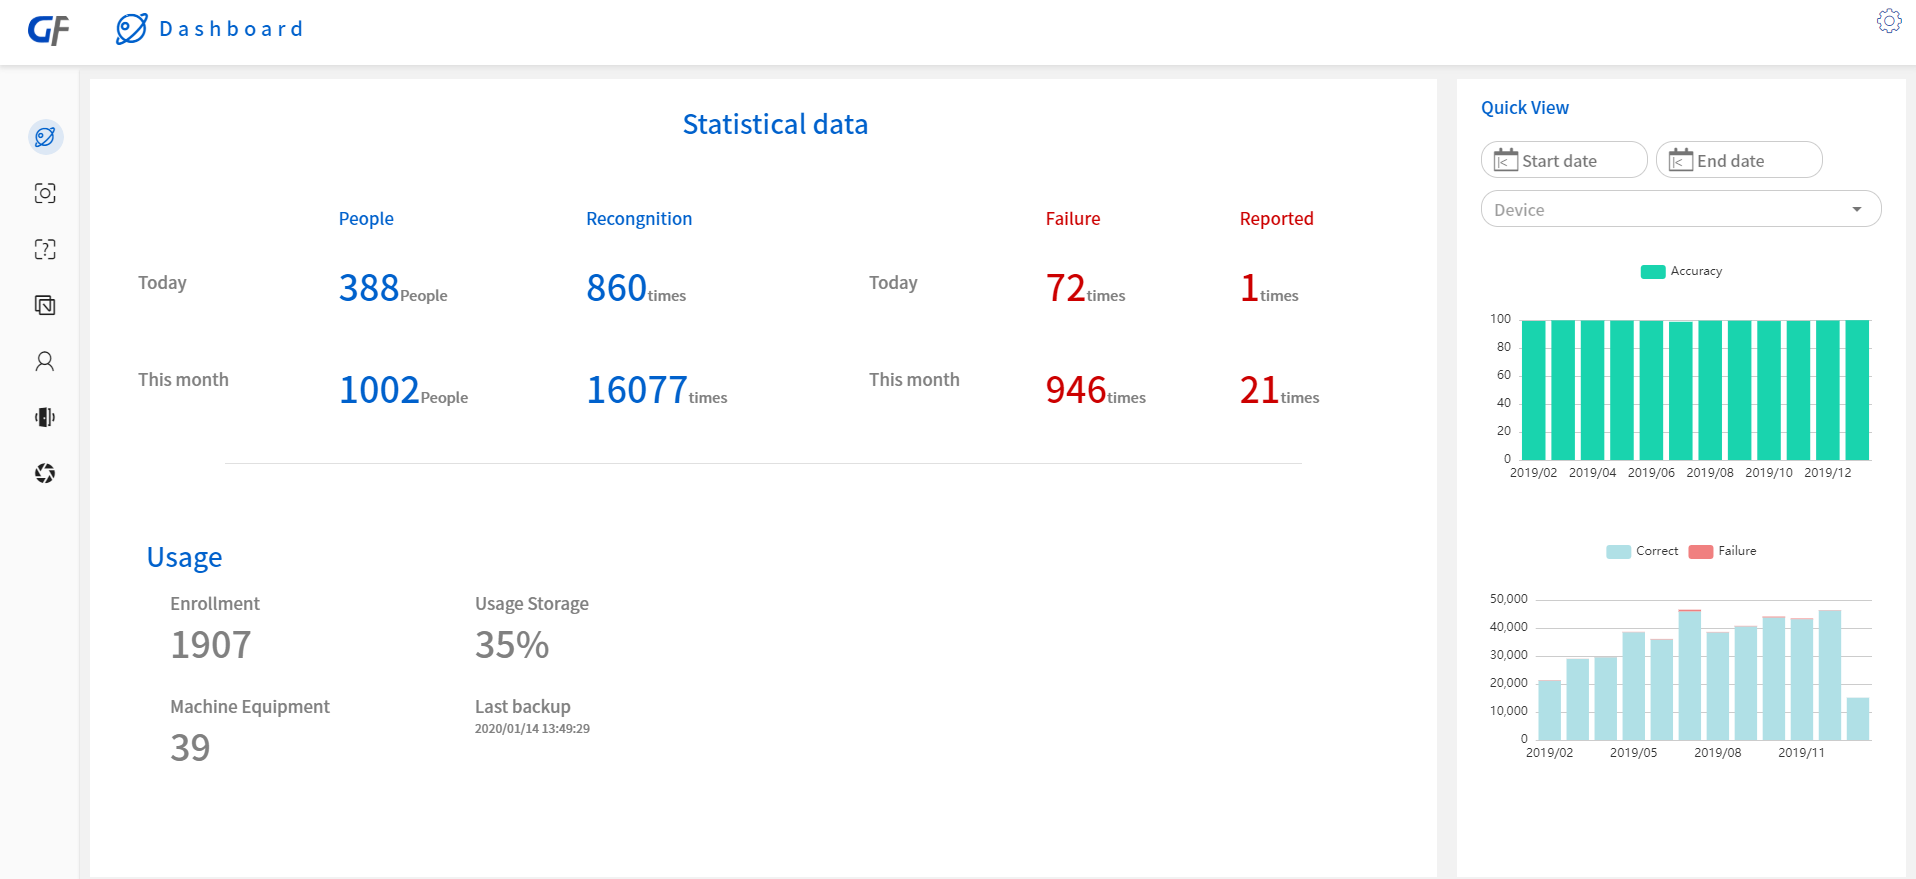 GF Dashboard
Statistical data
People Recongnition Failure Reported
Today 388People 860times Today 72times 1times
This month 1002People 16077times This month 946times 21times
Usage
Enrollment Usage Storage
1907 35%
Machine Equipment Last backup
39 2020/01/14 13:49:29
Quick View
Start date End date
Device
Accuracy
100
80
60
40
20
0
2019/02 2019/04 2019/06 2019/08 2019/10 2019/12
Correct Failure
50,000
40,000
30,000
20,000
10,000
0
2019/02 2019/05 2019/08 2019/11